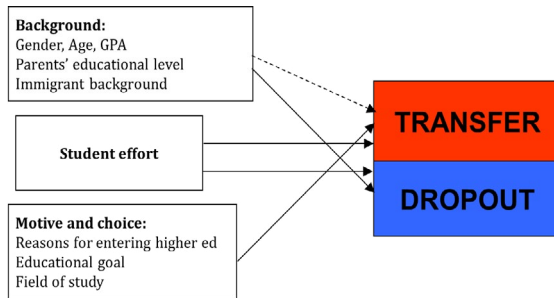 Background:
Gender, Age, GPA
Parents' educational level
Immigrant background
Student effort
Motive and choice:
Reasons for entering higher ed
Educational goal
Field of study
TRANSFER
DROPOUT